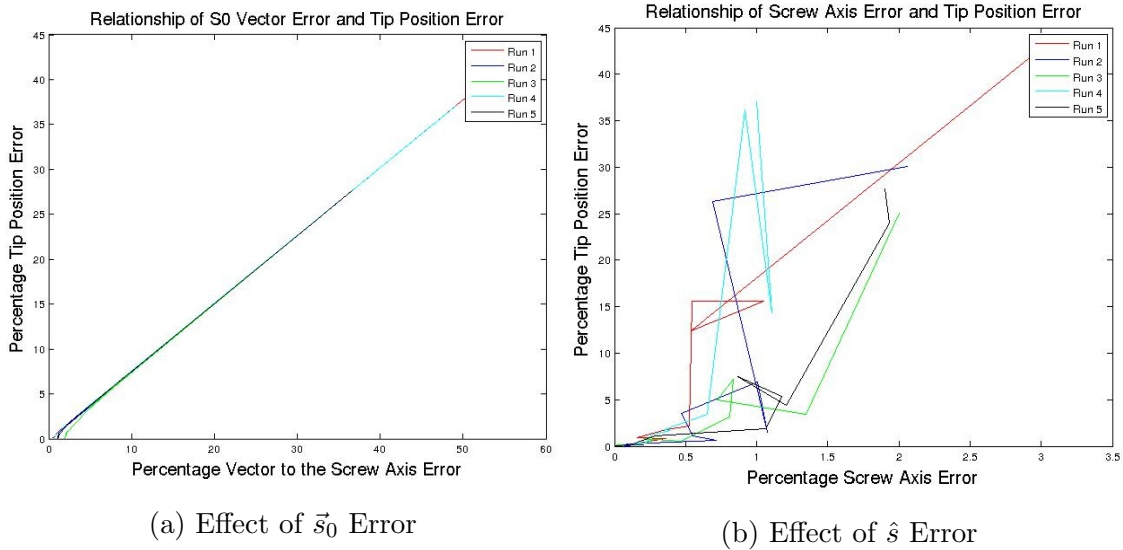 Relationship of S0 Vector Error and Tip Position Error
45
40
35
30
25
20
15
10
5
0
0 10 20 30 40 50 60
Percentage Tip Position Error
Percentage Vector to the Screw Axis Error
Run 1
Run 2
Run 3
Run 4
Run 5
(a) Effect of s⃗₀ Error
Relationship of Screw Axis Error and Tip Position Error
45
40
35
30
25
20
15
10
5
0
0 0.5 1 1.5 2 2.5 3 3.5
Percentage Tip Position Error
Percentage Screw Axis Error
Run 1
Run 2
Run 3
Run 4
Run 5
(b) Effect of ŝ Error